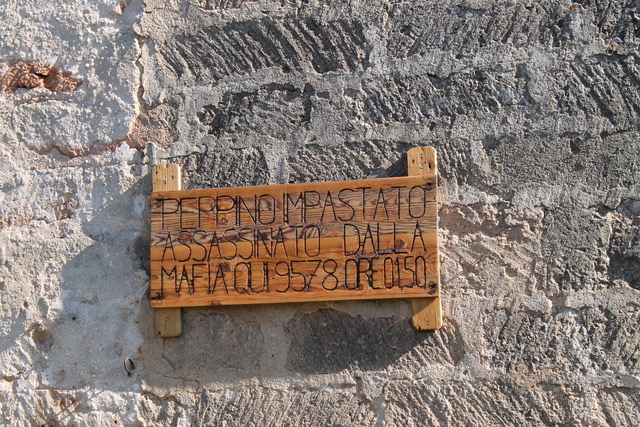 PEPPINO IMPASTATO
ASSASSINATO DALLA
MAFIA QUI 9578 ORE 0150